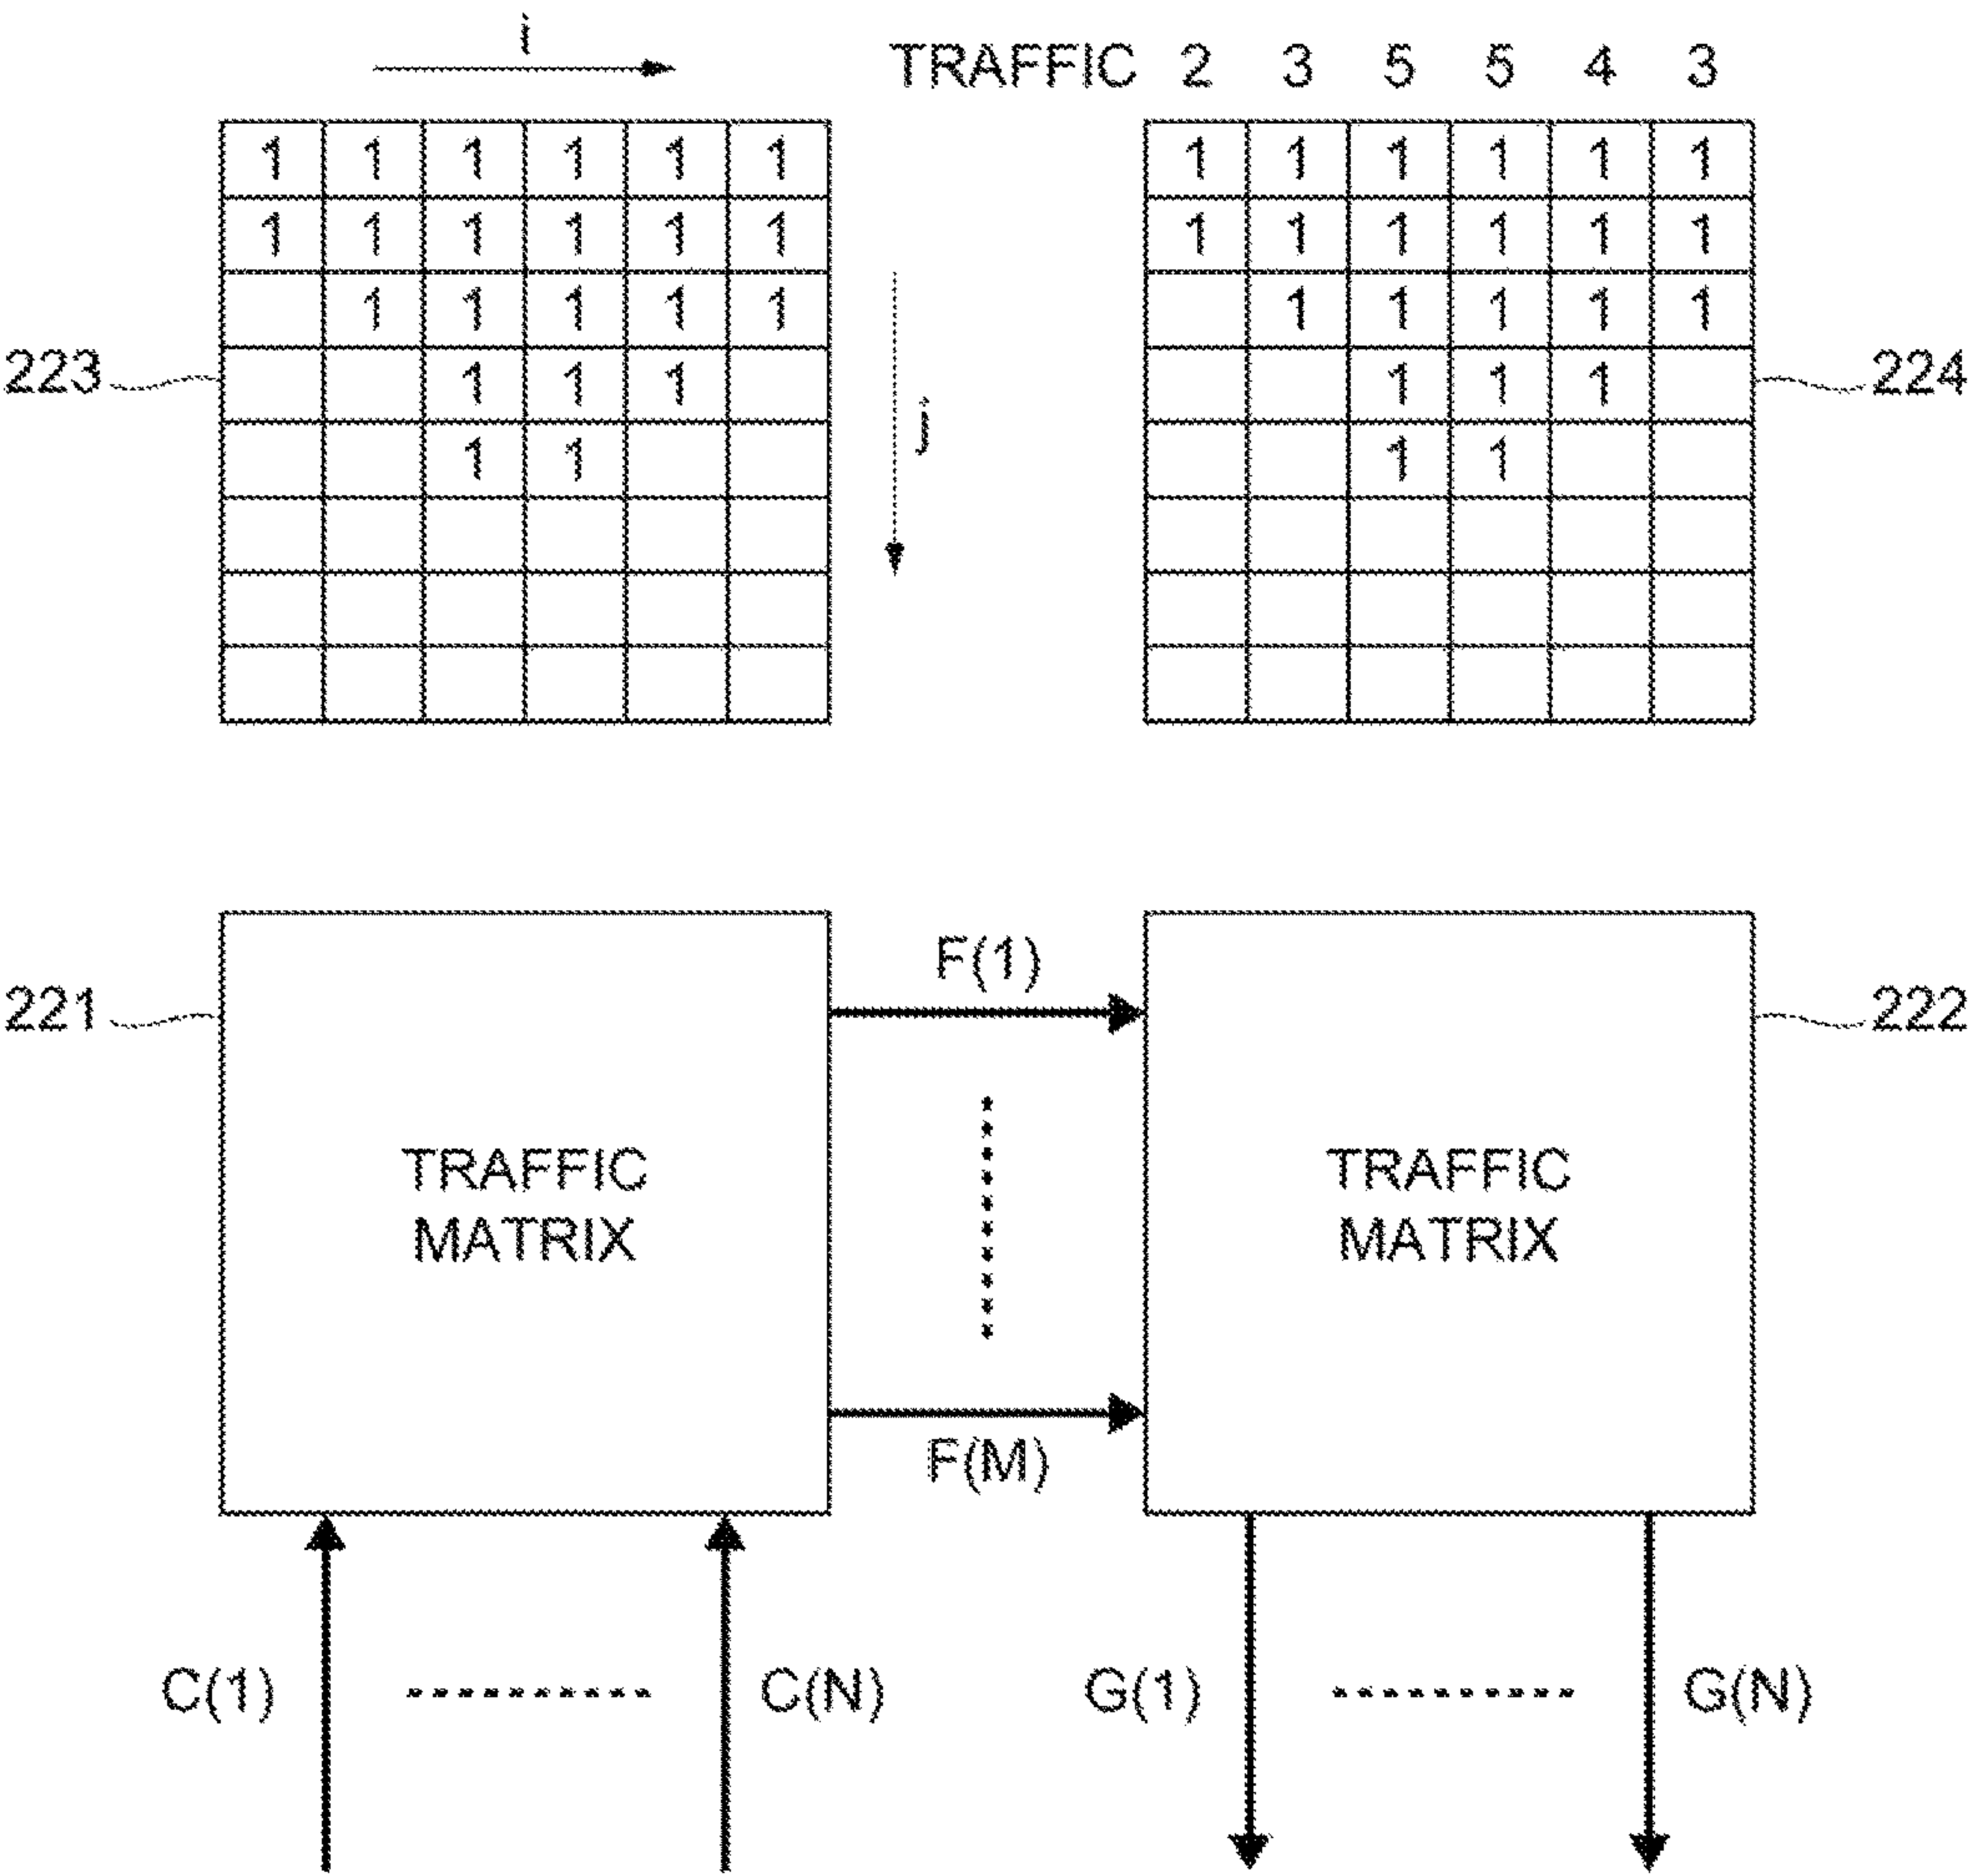 i
TRAFFIC 2 3 5 5 4 3
1 1 1 1 1 1
1 1 1 1 1 1
1 1 1 1 1
1 1 1
1 1
223
j
1 1 1 1 1 1
1 1 1 1 1 1
1 1 1 1 1
1 1 1
1 1
224
221
TRAFFIC
MATRIX
F(1)
F(M)
TRAFFIC
MATRIX
222
C(1)
C(N)
G(1)
G(N)